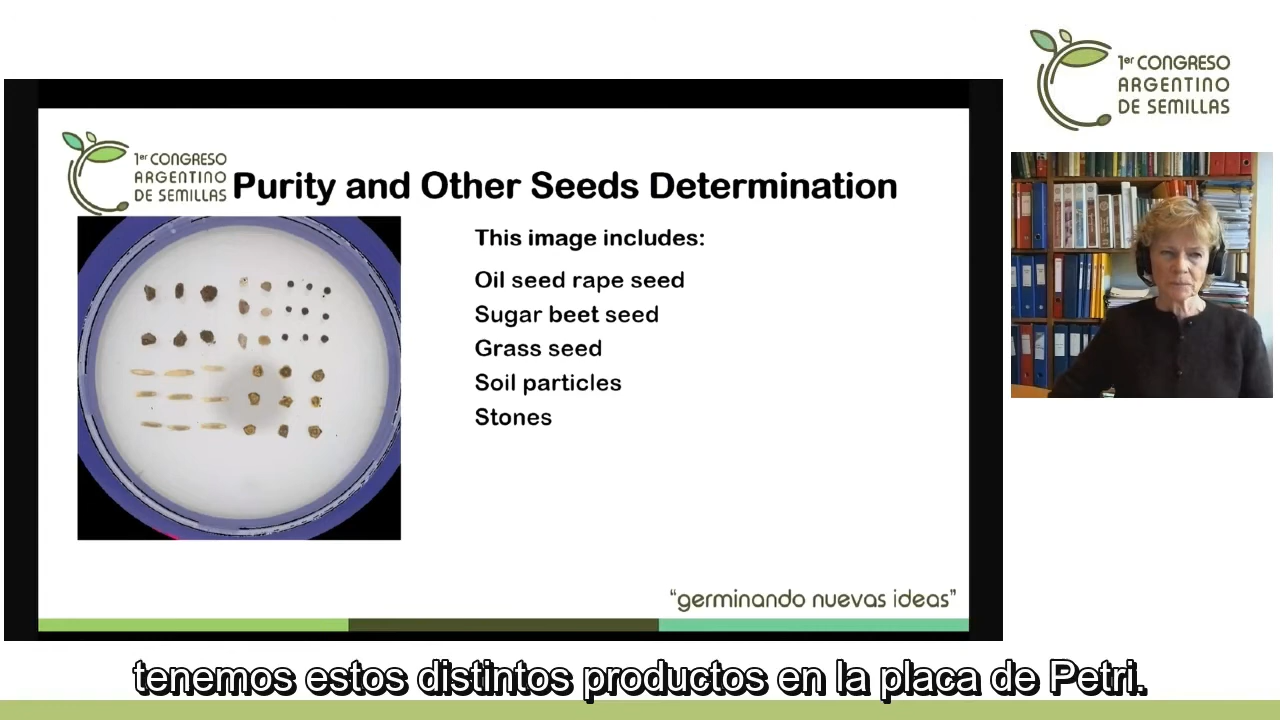 1er CONGRESO
ARGENTINO
DE SEMILLAS
Purity and Other Seeds Determination
This image includes:
Oil seed rape seed
Sugar beet seed
Grass seed
Soil particles
Stones
“germinando nuevas ideas”
1er CONGRESO
ARGENTINO
DE SEMILLAS
tenemos estos distintos productos en la placa de Petri.